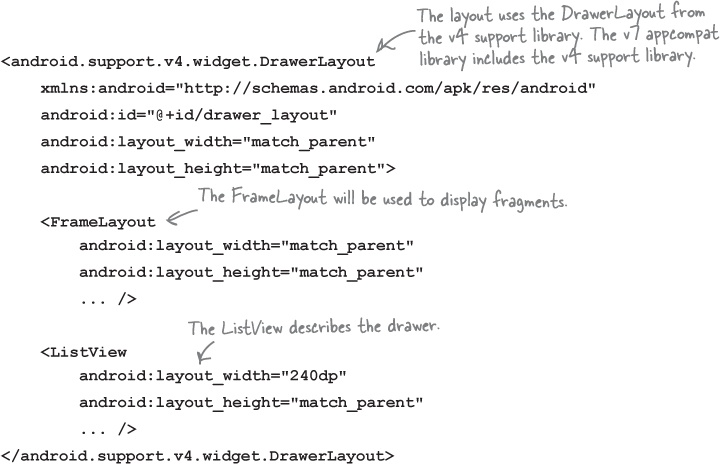 The layout uses the DrawerLayout from
the v4 support library. The v7 appcompat
library includes the v4 support library.
<android.support.v4.widget.DrawerLayout
xmlns:android="http://schemas.android.com/apk/res/android"
android:id="@+id/drawer_layout"
android:layout_width="match_parent"
android:layout_height="match_parent">
The FrameLayout will be used to display fragments.
<FrameLayout
android:layout_width="match_parent"
android:layout_height="match_parent"
... />
The ListView describes the drawer.
<ListView
android:layout_width="240dp"
android:layout_height="match_parent"
... />
</android.support.v4.widget.DrawerLayout>